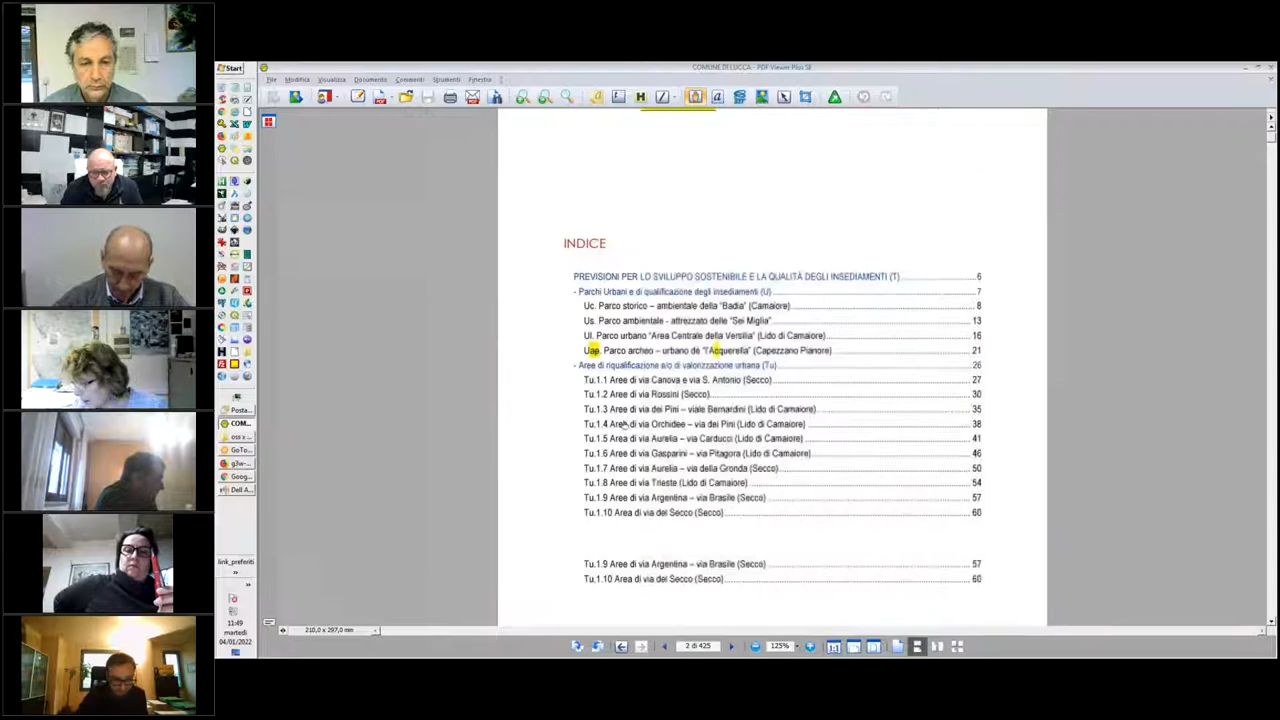 COMUNE DI LUCCA - PDF Viewer Plus SE
Start
File Modifica Visualizza Documento Commenti Strumenti Finestra
INDICE
PREVISIONI PER LO SVILUPPO SOSTENIBILE E LA QUALITÀ DEGLI INSEDIAMENTI (T) 6
- Parchi Urbani e di qualificazione degli insediamenti (U) 7
Uc. Parco storico – ambientale della "Badia" (Camaiore) 8
Us. Parco ambientale - attrezzato delle "Sei Miglia" 13
Ul. Parco urbano "Area Centrale della Versilia" (Lido di Camaiore) 16
Uap. Parco archeo – urbano de "l'Acquerella" (Capezzano Pianore) 21
- Aree di riqualificazione e/o di valorizzazione urbana (Tu) 26
Tu.1.1 Aree di via Canova e via S. Antonio (Secco) 27
Tu.1.2 Aree di via Rossini (Secco) 30
Tu.1.3 Aree di via dei Pini – viale Bernardini (Lido di Camaiore) 35
Tu.1.4 Aree di via Orchidee – via dei Pini (Lido di Camaiore) 38
Tu.1.5 Area di via Aurelia – via Carducci (Lido di Camaiore) 41
Tu.1.6 Aree di via Gasparini – via Pitagora (Lido di Camaiore) 46
Tu.1.7 Aree di via Aurelia – via della Gronda (Secco) 50
Tu.1.8 Aree di via Trieste (Lido di Camaiore) 54
Tu.1.9 Aree di via Argentina – via Brasile (Secco) 57
Tu.1.10 Area di via del Secco (Secco) 60
Tu.1.9 Aree di via Argentina – via Brasile (Secco) 57
Tu.1.10 Area di via del Secco (Secco) 60
Posta...
COM...
oss x ...
GoTo...
g3w-...
Goog...
Dell A...
link_preferiti
»
»
11:49
martedì
04/01/2022
210,0 x 297,0 mm
2 di 425
125%